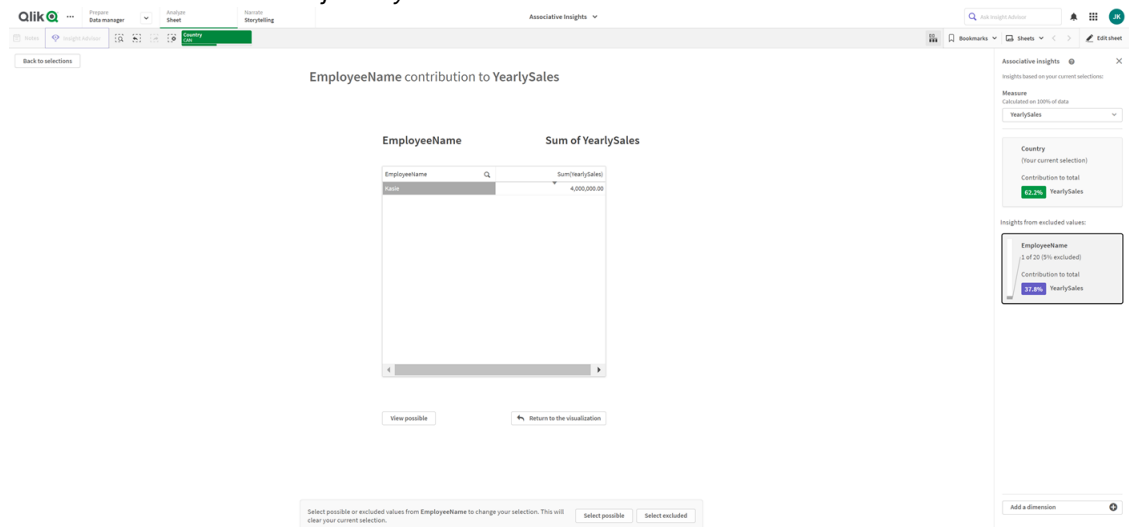 Qlik
Prepare
Data manager
Analyze
Sheet
Narrate
Storytelling
Associative Insights
Ask Insight Advisor
JK
Notes
Insight Advisor
Country
CAN
Bookmarks
Sheets
Edit sheet
Back to selections
EmployeeName contribution to YearlySales
EmployeeName
Sum of YearlySales
EmployeeName
Sum(YearlySales)
Kasie
4,000,000.00
View possible
Return to the visualization
Select possible or excluded values from EmployeeName to change your selection. This will
clear your current selection.
Select possible
Select excluded
Associative insights
Insights based on your current selections:
Measure
Calculated on 100% of data
YearlySales
Country
(Your current selection)
Contribution to total
62.2% YearlySales
Insights from excluded values:
EmployeeName
1 of 20 (5% excluded)
Contribution to total
37.8% YearlySales
Add a dimension